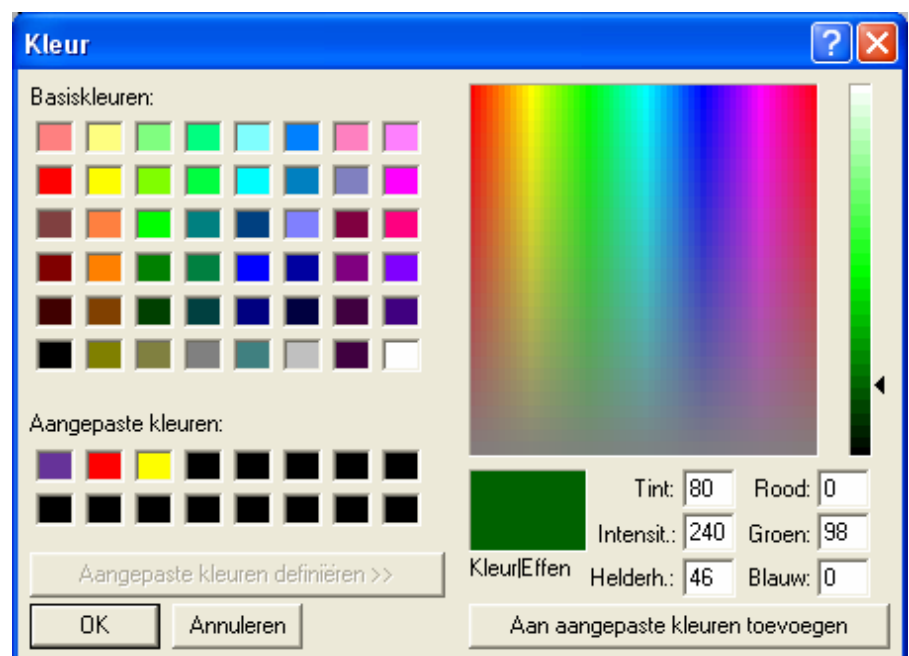 Kleur
Basiskleuren:
Aangepaste kleuren:
Aangepaste kleuren definiëren >>
OK Annuleren
Kleur|Effen
Tint: 80 Rood: 0
Intensit.: 240 Groen: 98
Helderh.: 46 Blauw: 0
Aan aangepaste kleuren toevoegen